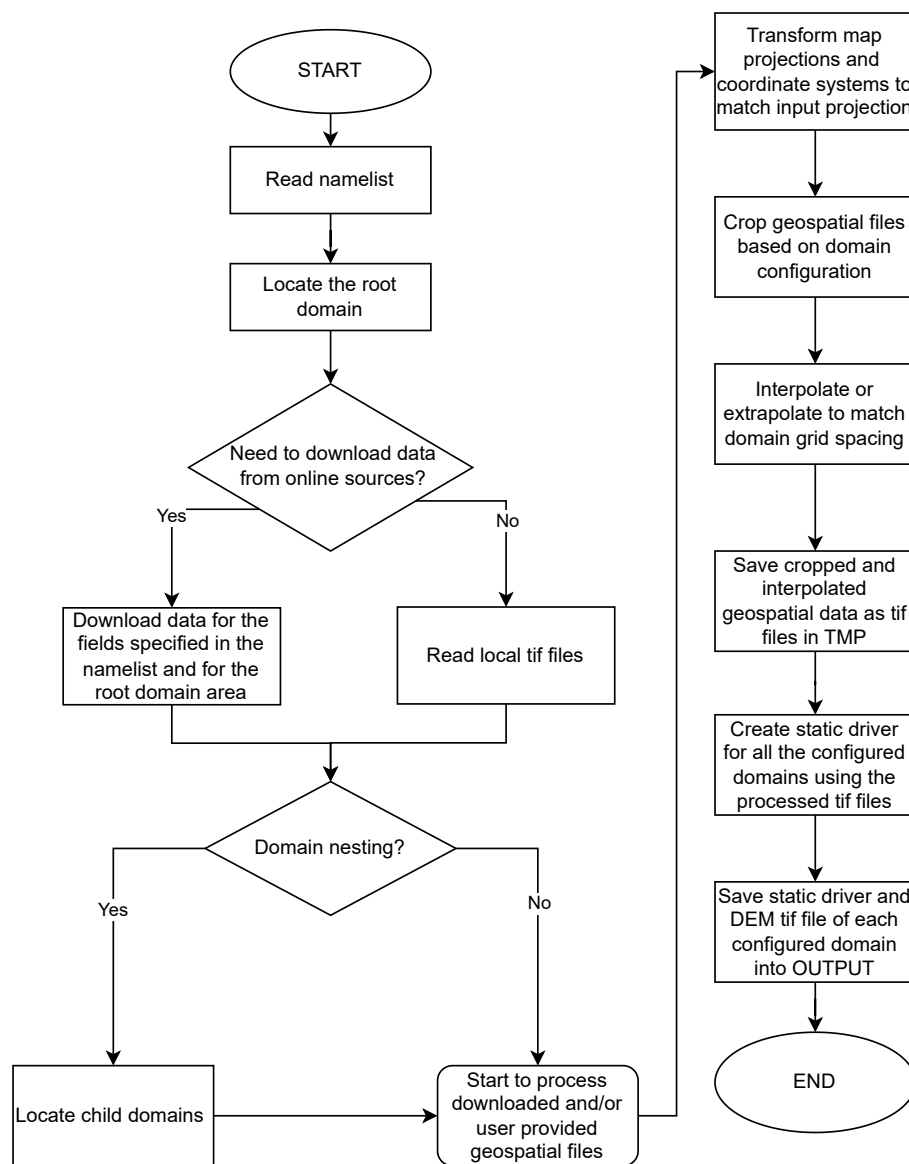 START
Read namelist
Locate the root
domain
Need to download data
from online sources?
Yes
No
Download data for the
fields specified in the
namelist and for the
root domain area
Read local tif files
Domain nesting?
Yes
No
Locate child domains
Start to process
downloaded and/or
user provided
geospatial files
Transform map
projections and
coordinate systems to
match input projection
Crop geospatial files
based on domain
configuration
Interpolate or
extrapolate to match
domain grid spacing
Save cropped and
interpolated
geospatial data as tif
files in TMP
Create static driver
for all the configured
domains using the
processed tif files
Save static driver and
DEM tif file of each
configured domain
into OUTPUT
END